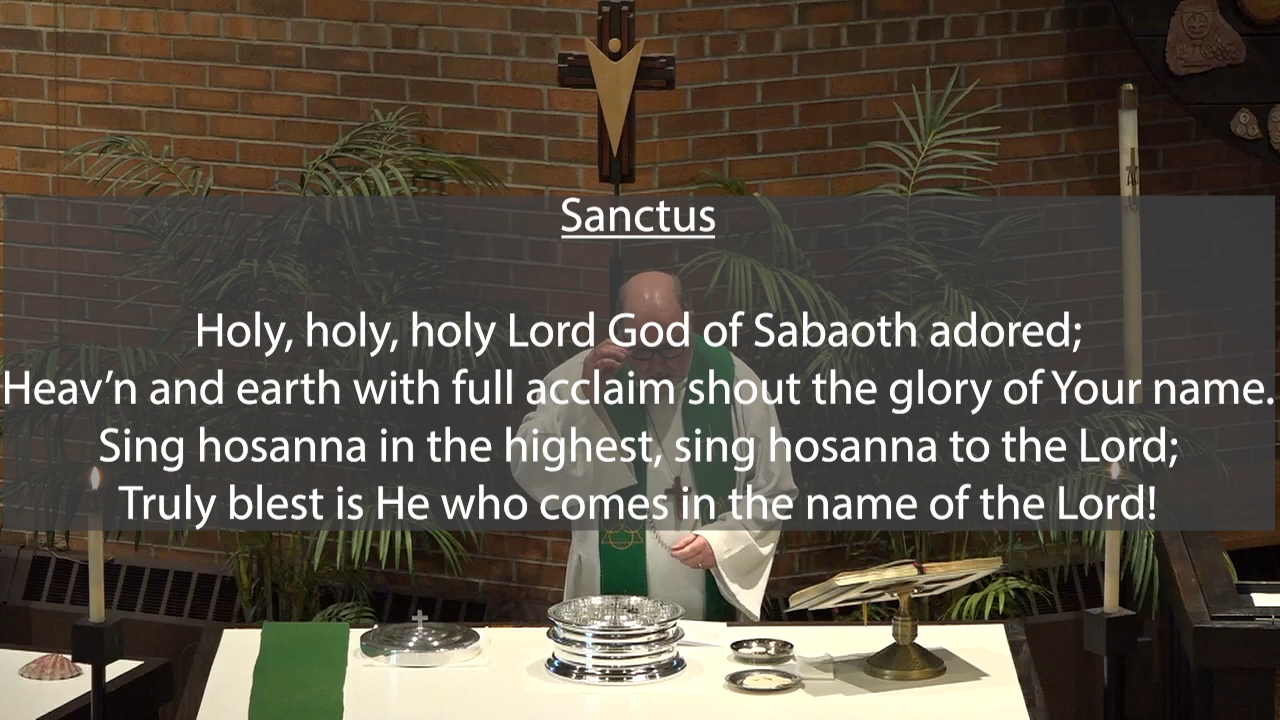 Sanctus
Holy, holy, holy Lord God of Sabaoth adored;
Heav’n and earth with full acclaim shout the glory of Your name.
Sing hosanna in the highest, sing hosanna to the Lord;
Truly blest is He who comes in the name of the Lord!